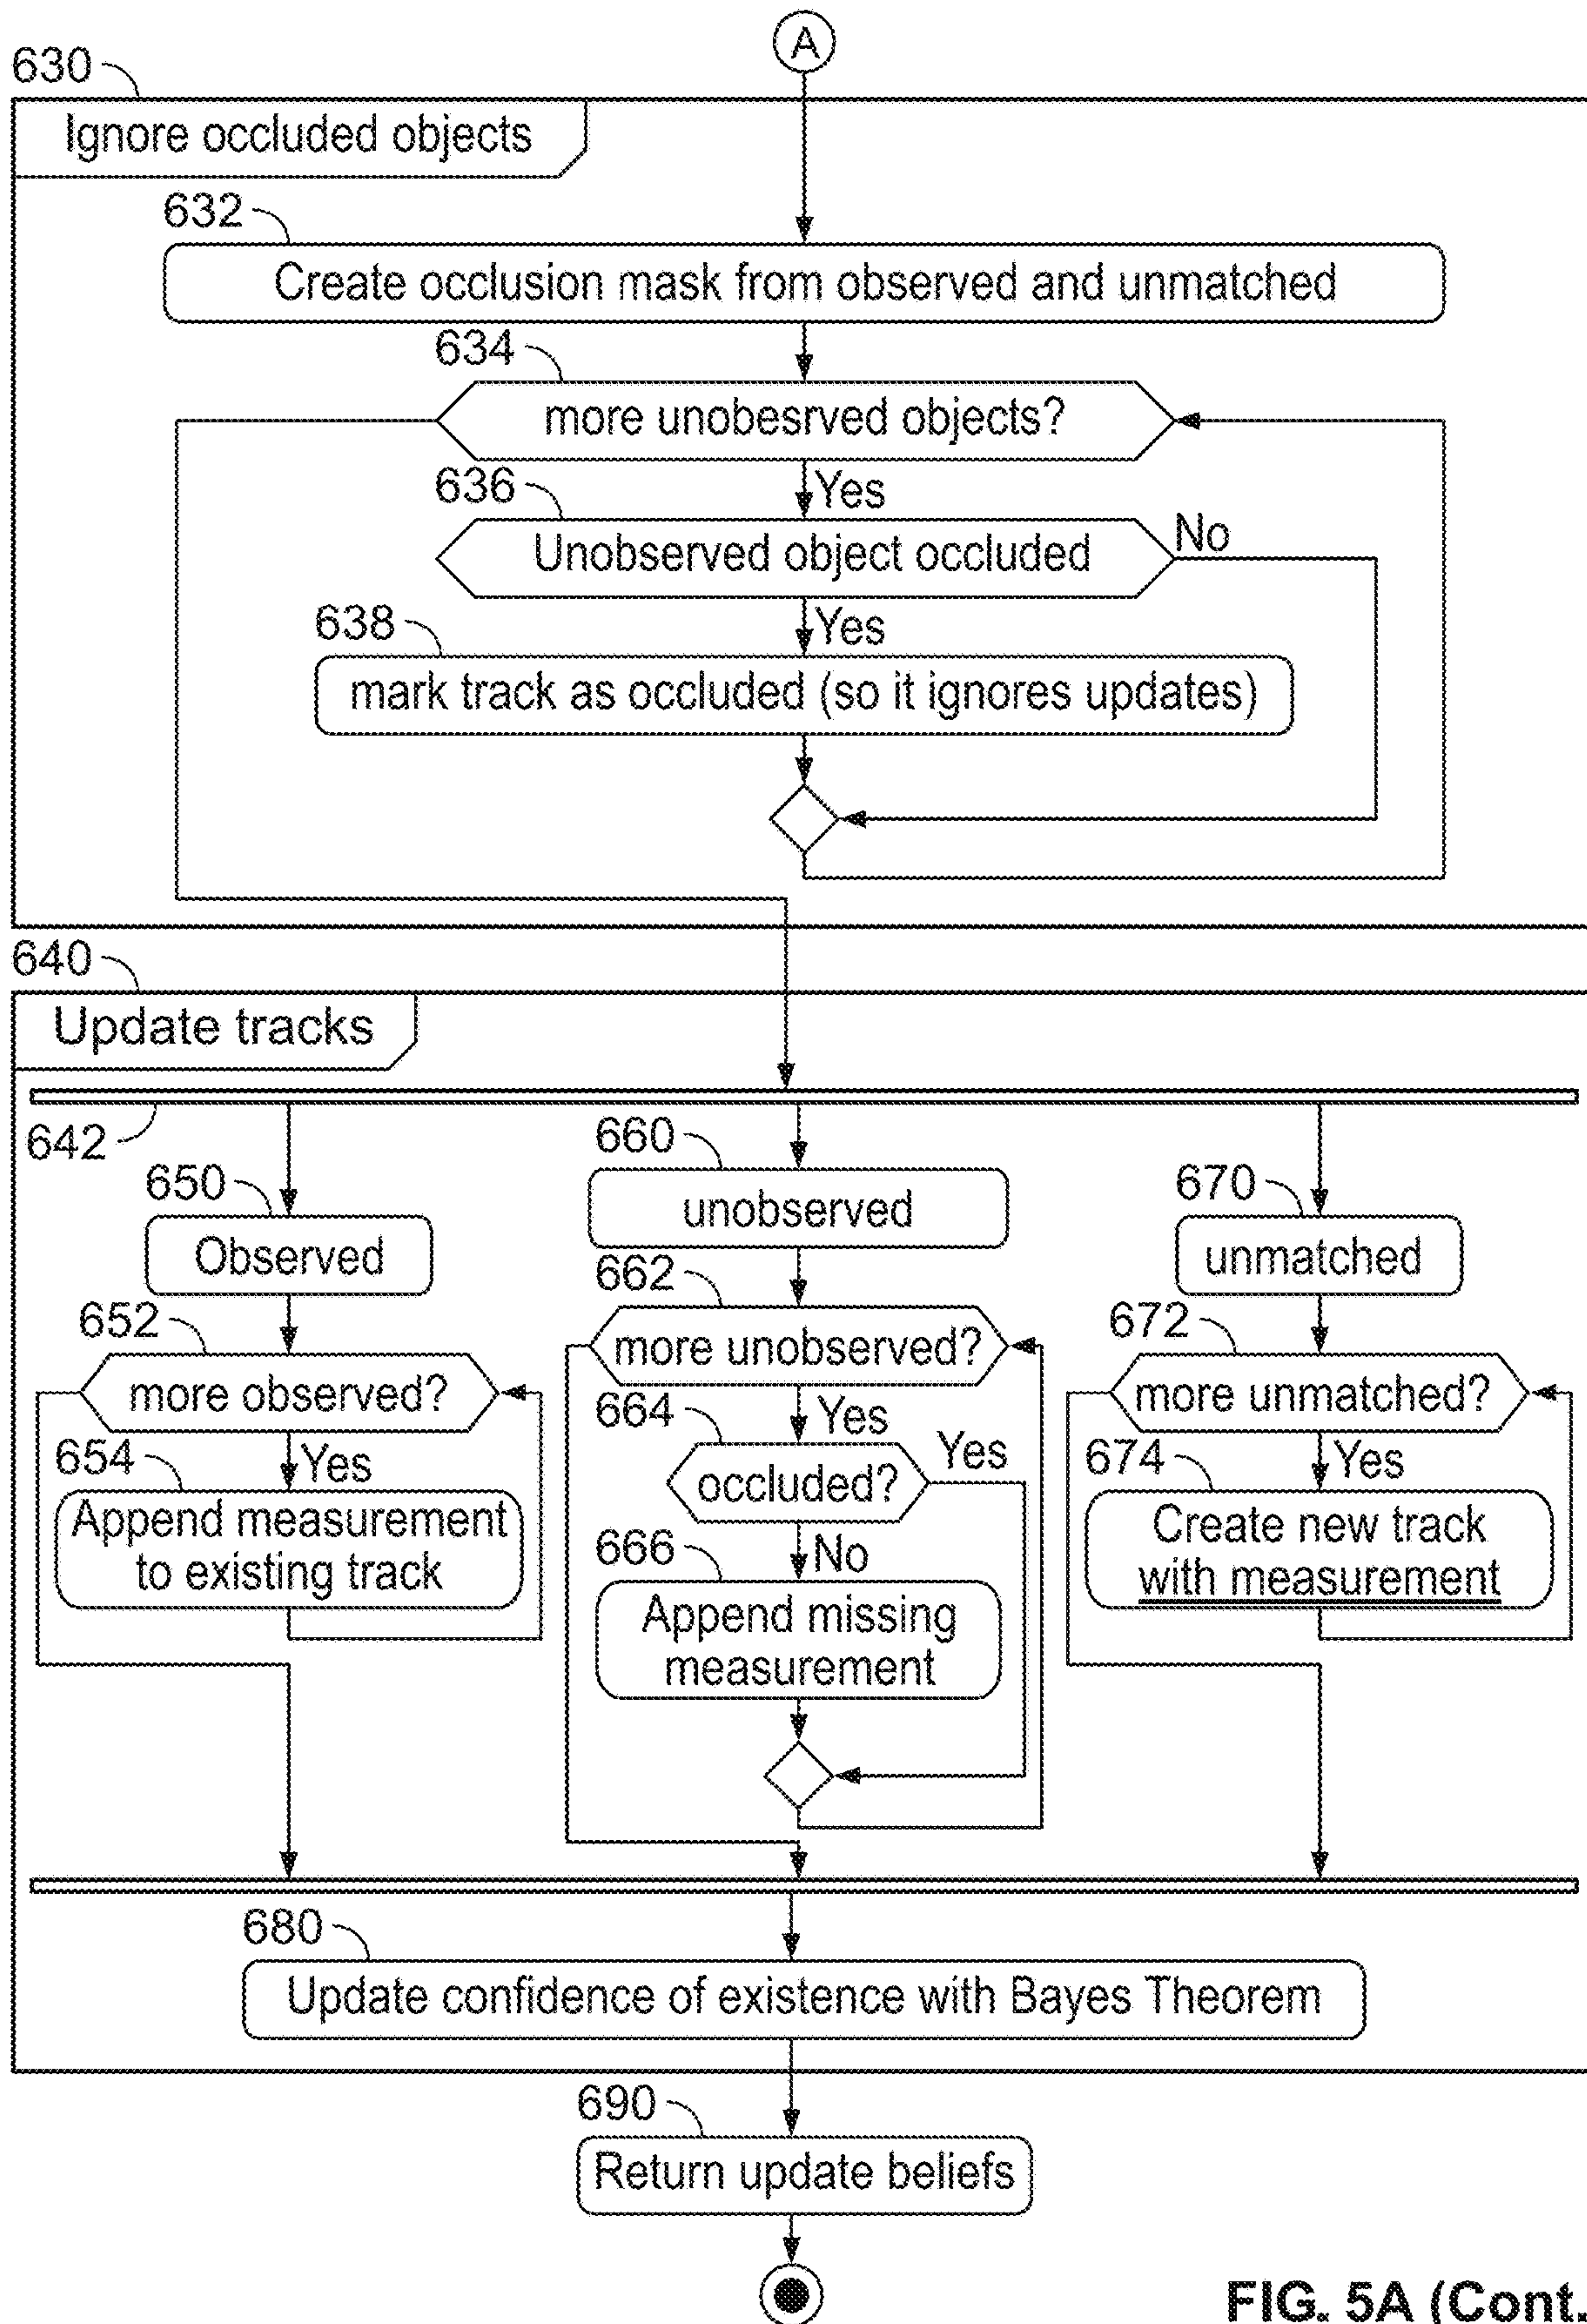 A
630
Ignore occluded objects
632
Create occlusion mask from observed and unmatched
634
more unobesrved objects?
636
Yes
No
Unobserved object occluded
638
Yes
mark track as occluded (so it ignores updates)
640
Update tracks
642
650
Observed
652
more observed?
654
Yes
Append measurement
to existing track
660
unobserved
662
more unobserved?
664
Yes
Yes
occluded?
666
No
Append missing
measurement
670
unmatched
672
more unmatched?
674
Yes
Create new track
with measurement
680
Update confidence of existence with Bayes Theorem
690
Return update beliefs
FIG. 5A (Cont.